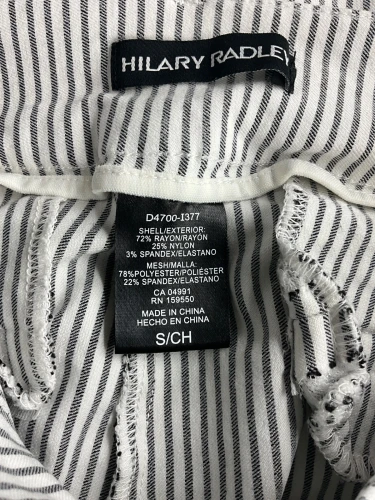 HILARY RADLEY
D4700-I377
SHELL/EXTERIOR:
72% RAYON/RAYÓN
25% NYLON
3% SPANDEX/ELASTANO
MESH/MALLA:
78%POLYESTER/POLIÉSTER
22% SPANDEX/ELASTANO
CA 04991
RN 159550
MADE IN CHINA
HECHO EN CHINA
S/CH